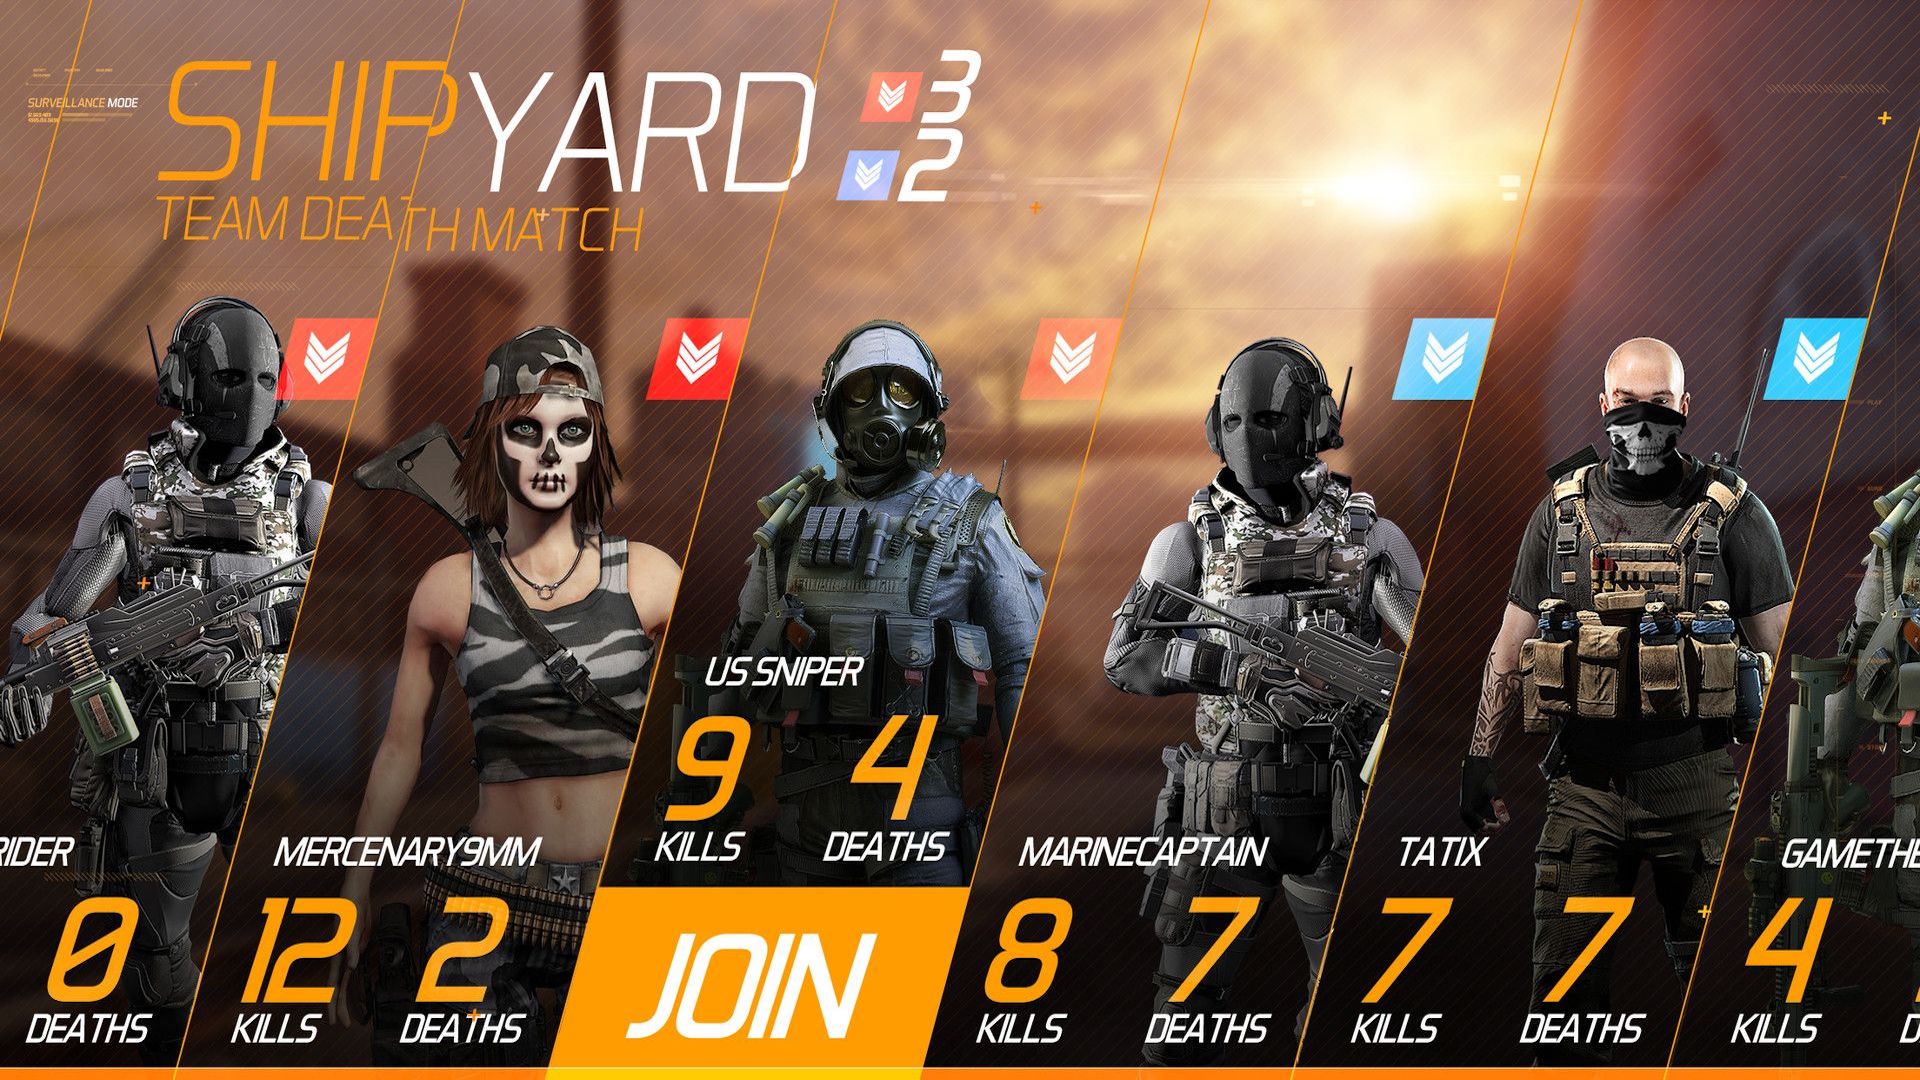 SURVEILLANCE MODE
SHIPYARD
3
2
TEAM DEATH MATCH
RIDER
0
DEATHS
MERCENARY9MM
12 2
KILLS DEATHS
US SNIPER
9 4
KILLS DEATHS
JOIN
MARINECAPTAIN
8 7
KILLS DEATHS
TATIX
7 7
KILLS DEATHS
GAMETHE
4
KILLS D